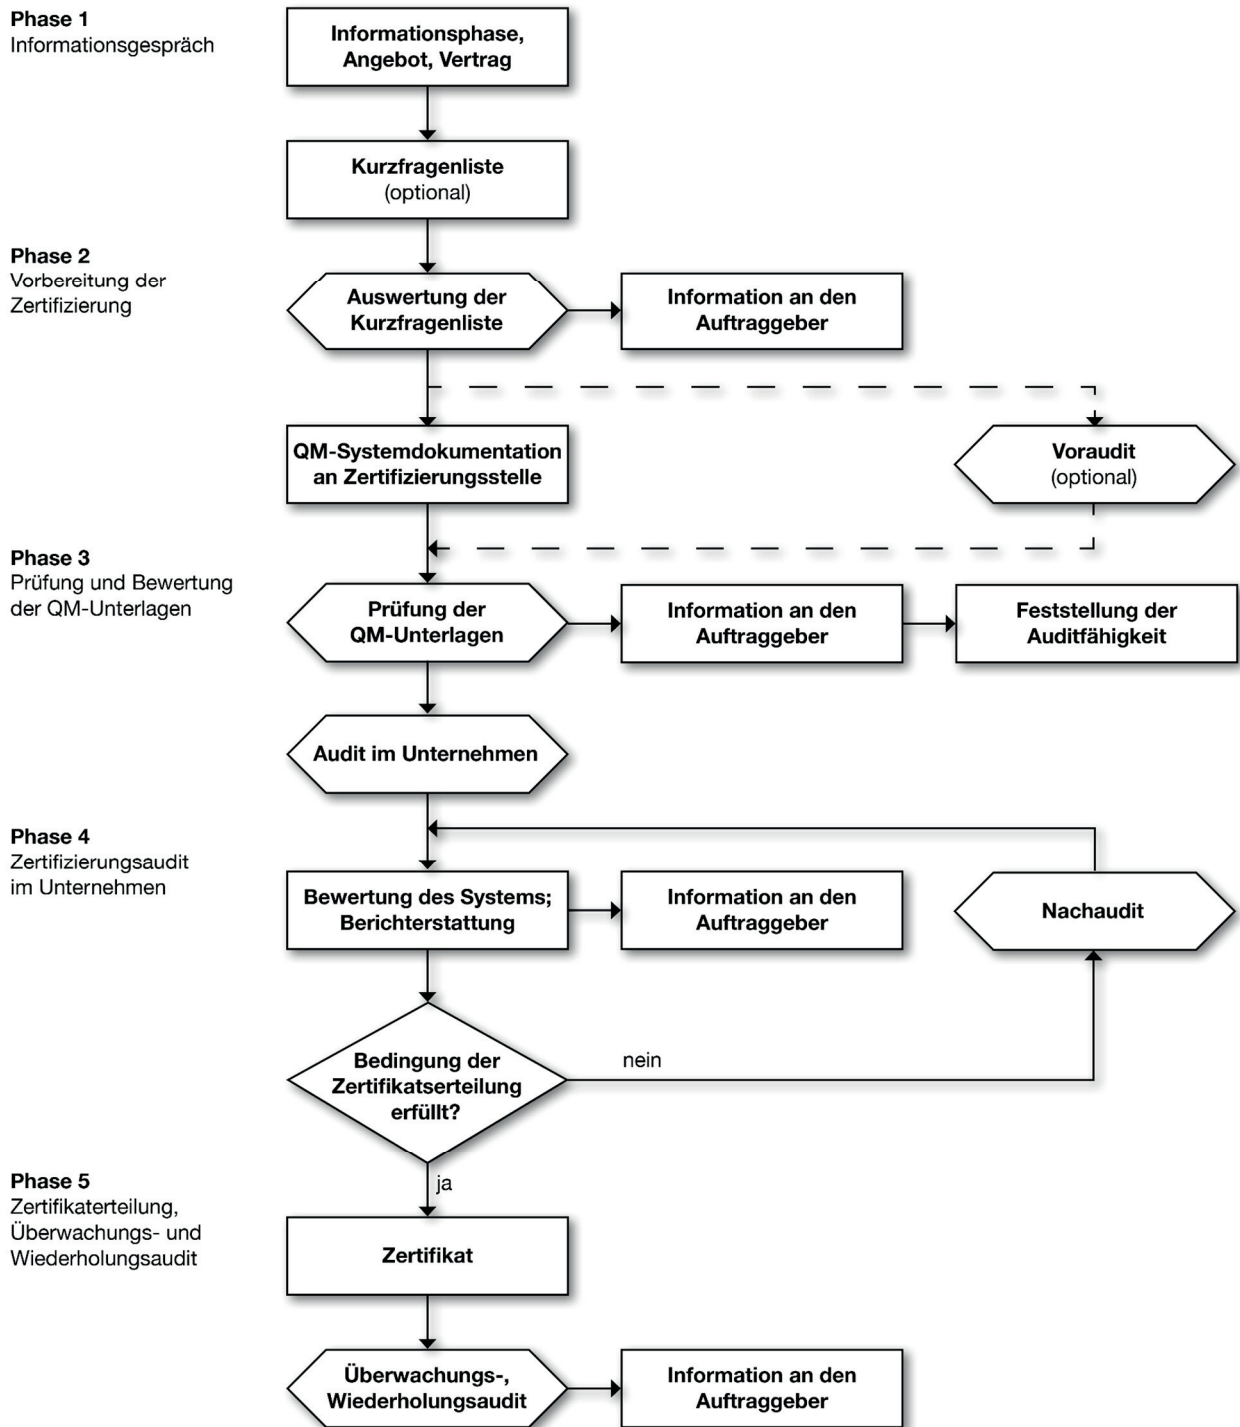 Phase 1
Informationsgespräch
Informationsphase,
Angebot, Vertrag
Kurzfragenliste
(optional)
Phase 2
Vorbereitung der
Zertifizierung
Auswertung der
Kurzfragenliste
Information an den
Auftraggeber
QM-Systemdokumentation
an Zertifizierungsstelle
Voraudit
(optional)
Phase 3
Prüfung und Bewertung
der QM-Unterlagen
Prüfung der
QM-Unterlagen
Information an den
Auftraggeber
Feststellung der
Auditfähigkeit
Audit im Unternehmen
Phase 4
Zertifizierungsaudit
im Unternehmen
Bewertung des Systems;
Berichterstattung
Information an den
Auftraggeber
Nachaudit
Bedingung der
Zertifikatserteilung
erfüllt?
nein
ja
Phase 5
Zertifikaterteilung,
Überwachungs- und
Wiederholungsaudit
Zertifikat
Überwachungs-,
Wiederholungsaudit
Information an den
Auftraggeber